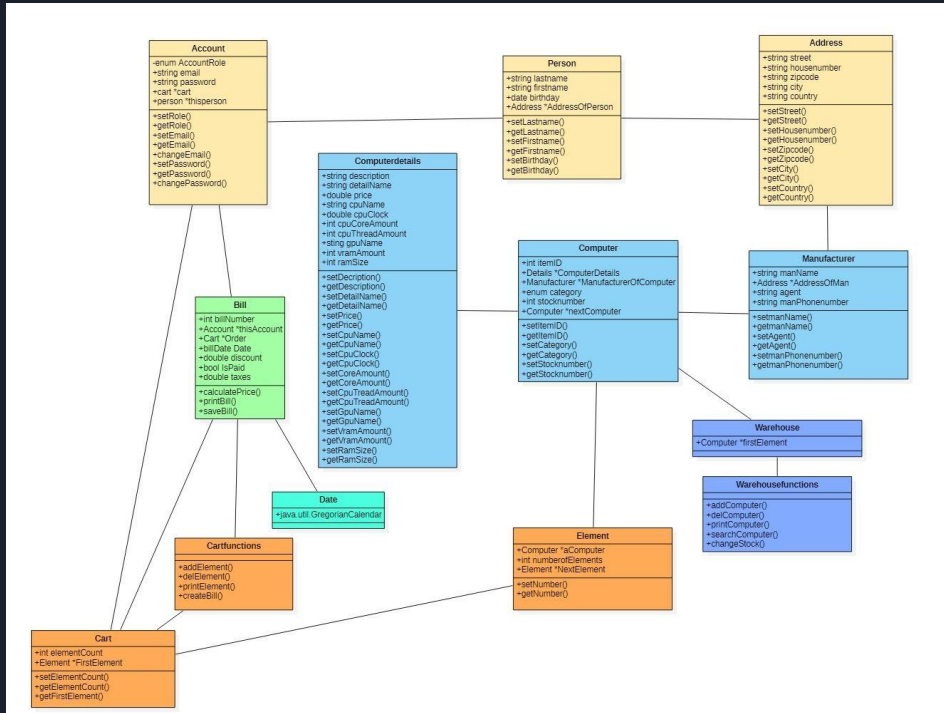 Account
-enum AccountRole
+string email
+string password
+cart *cart
+person *thisperson
+setRole()
+getRole()
+setEmail()
+getEmail()
+changeEmail()
+setPassword()
+getPassword()
+changePassword()
Person
+string lastname
+string firstname
+date birthday
+Address *AddressOfPerson
+setLastname()
+getLastname()
+setFirstname()
+getFirstname()
+setBirthday()
+getBirthday()
Address
+string street
+string housenumber
+string zipcode
+string city
+string country
+setStreet()
+getStreet()
+setHousenumber()
+getHousenumber()
+setZipcode()
+getZipcode()
+setCity()
+getCity()
+setCountry()
+getCountry()
Computerdetails
+string description
+string detailName
+double price
+string cpuName
+double cpuClock
+int cpuCoreAmount
+int cpuThreadAmount
+sting gpuName
+int vramAmount
+int ramSize
+setDecription()
+getDescription()
+setDetailName()
+getDetailName()
+setPrice()
+getPrice()
+setCpuName()
+getCpuName()
+setCpuClock()
+getCpuClock()
+setCoreAmount()
+getCoreAmount()
+setCpuTreadAmount()
+getCpuTreadAmount()
+setGpuName()
+getGpuName()
+setVramAmount()
+getVramAmount()
+setRamSize()
+getRamSize()
Computer
+int itemID
+Details *ComputerDetails
+Manufacturer *ManufacturerOfComputer
+enum category
+int stocknumber
+Computer *nextComputer
+setItemID()
+getItemID()
+setCategory()
+getCategory()
+setStocknumber()
+getStocknumber()
Manufacturer
+string manName
+Address *AddressOfMan
+string agent
+string manPhonenumber
+setmanName()
+getmanName()
+setAgent()
+getAgent()
+setmanPhonenumber()
+getmanPhonenumber()
Bill
+int billNumber
+Account *thisAccount
+Cart *Order
+billDate Date
+double discount
+bool IsPaid
+double taxes
+calculatePrice()
+printBill()
+saveBill()
Warehouse
+Computer *firstElement
Warehousefunctions
+addComputer()
+delComputer()
+printComputer()
+searchComputer()
+changeStock()
Date
+java.util.GregorianCalendar
Cartfunctions
+addElement()
+delElement()
+printElement()
+createBill()
Element
+Computer *aComputer
+int numberofElements
+Element *NextElement
+setNumber()
+getNumber()
Cart
+int elementCount
+Element *FirstElement
+setElementCount()
+getElementCount()
+getFirstElement()